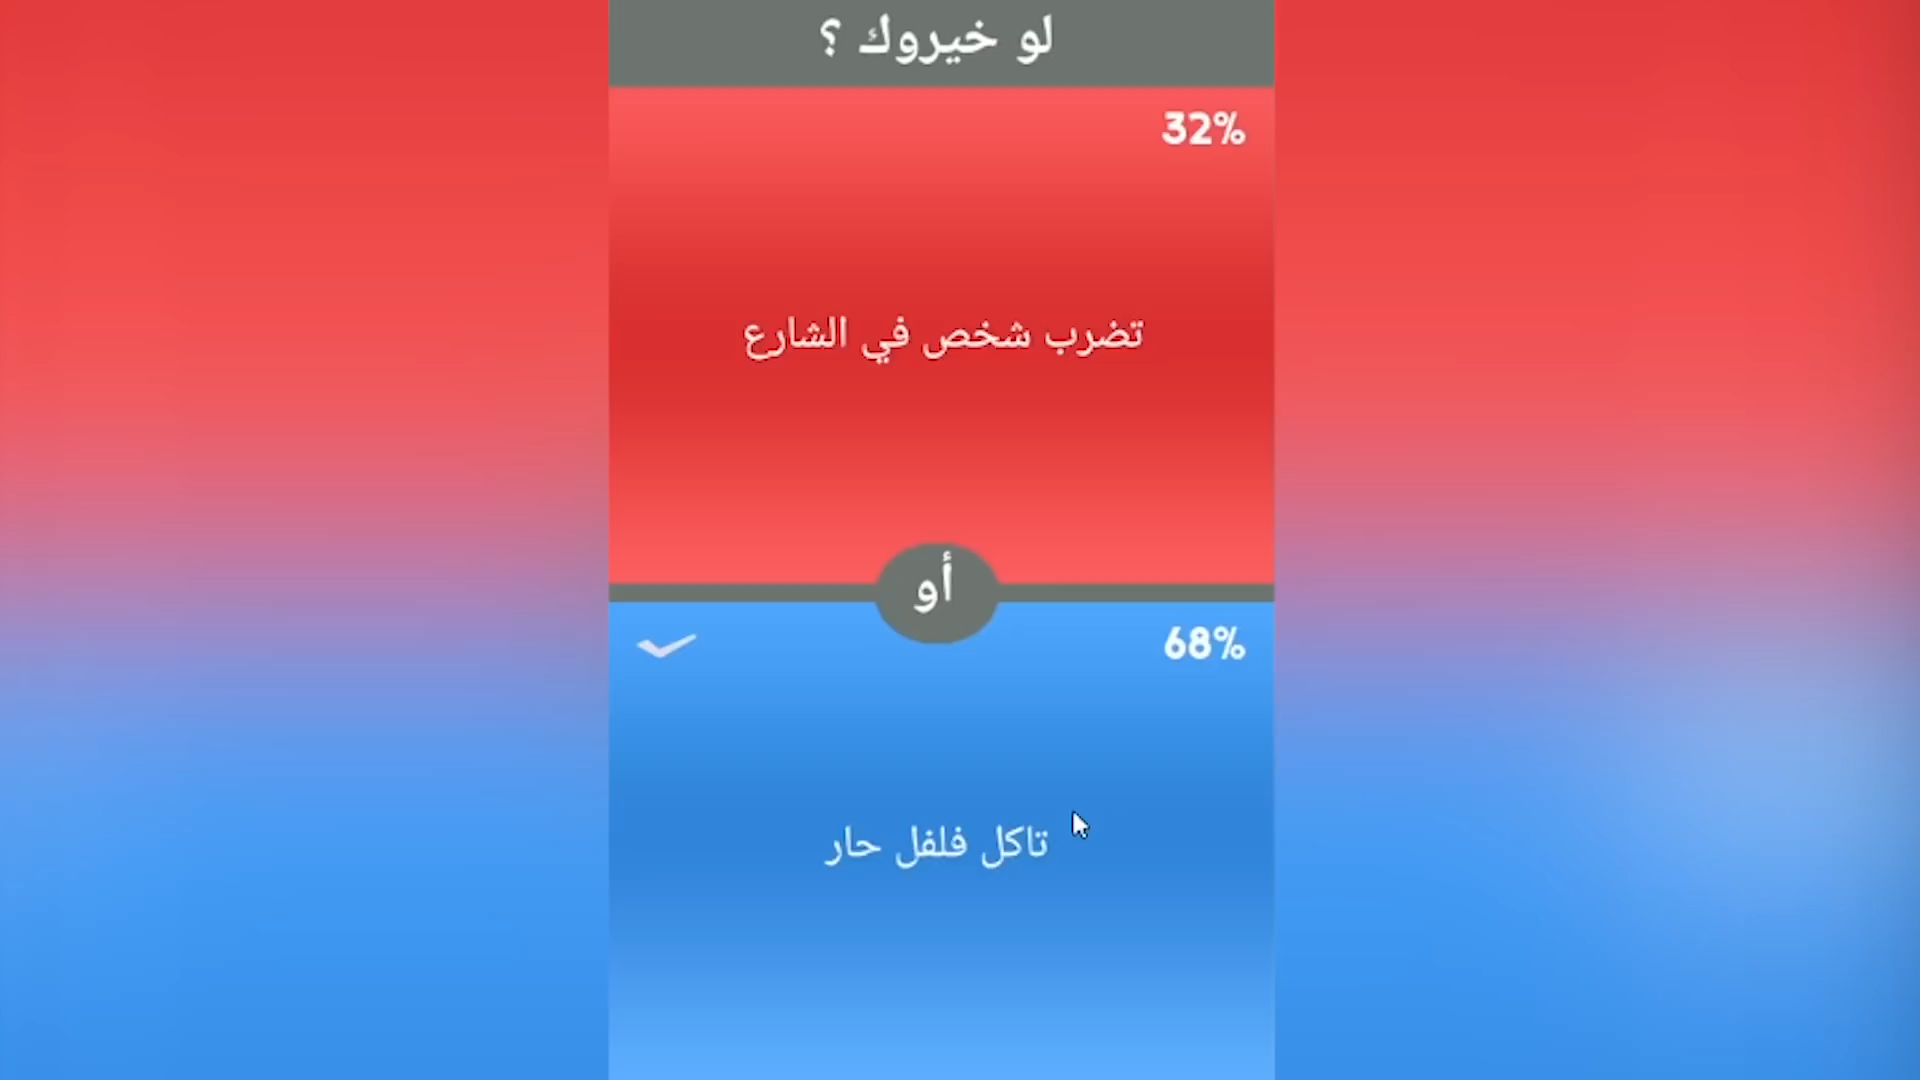 لو خيروك ؟
32%
تضرب شخص في الشارع
أو
68%
تاكل فلفل حار